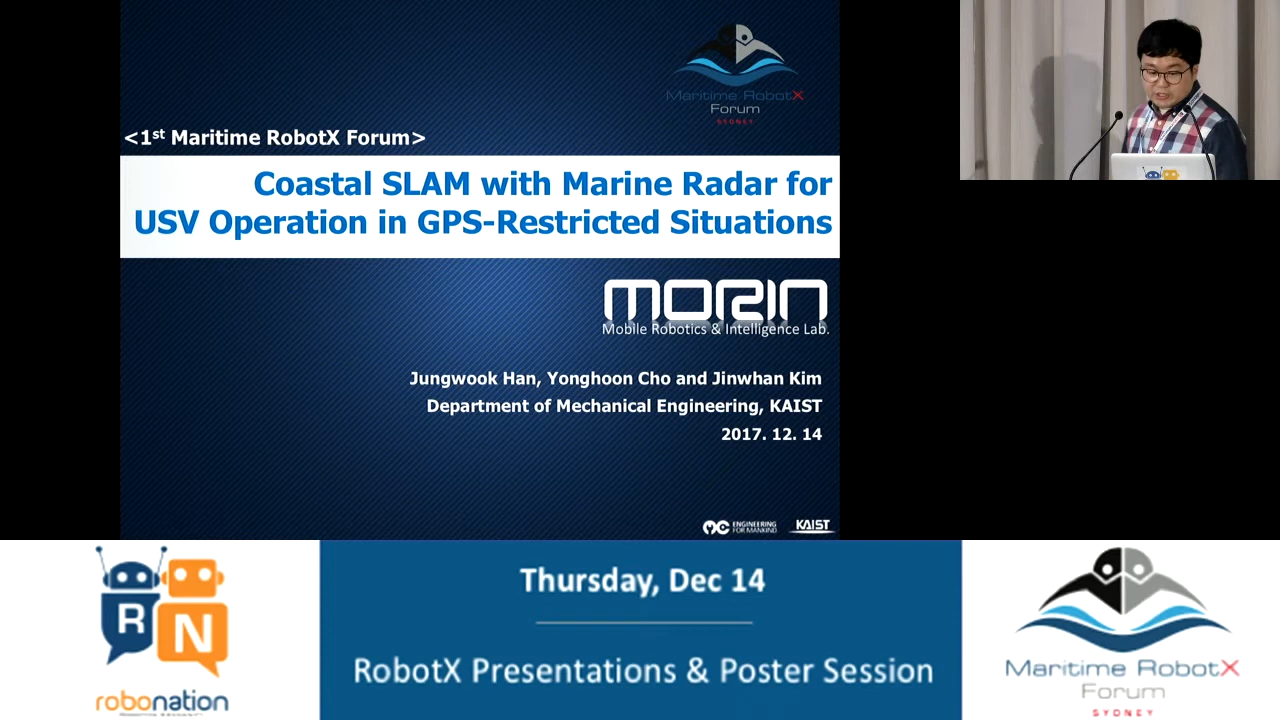 Maritime RobotX
Forum
SYDNEY
<1st Maritime RobotX Forum>
Coastal SLAM with Marine Radar for
USV Operation in GPS-Restricted Situations
MORIN
Mobile Robotics & Intelligence Lab.
Jungwook Han, Yonghoon Cho and Jinwhan Kim
Department of Mechanical Engineering, KAIST
2017. 12. 14
ENGINEERING
FOR MANKIND
KAIST
RN
robonation
Thursday, Dec 14
RobotX Presentations & Poster Session
Maritime RobotX
Forum
SYDNEY